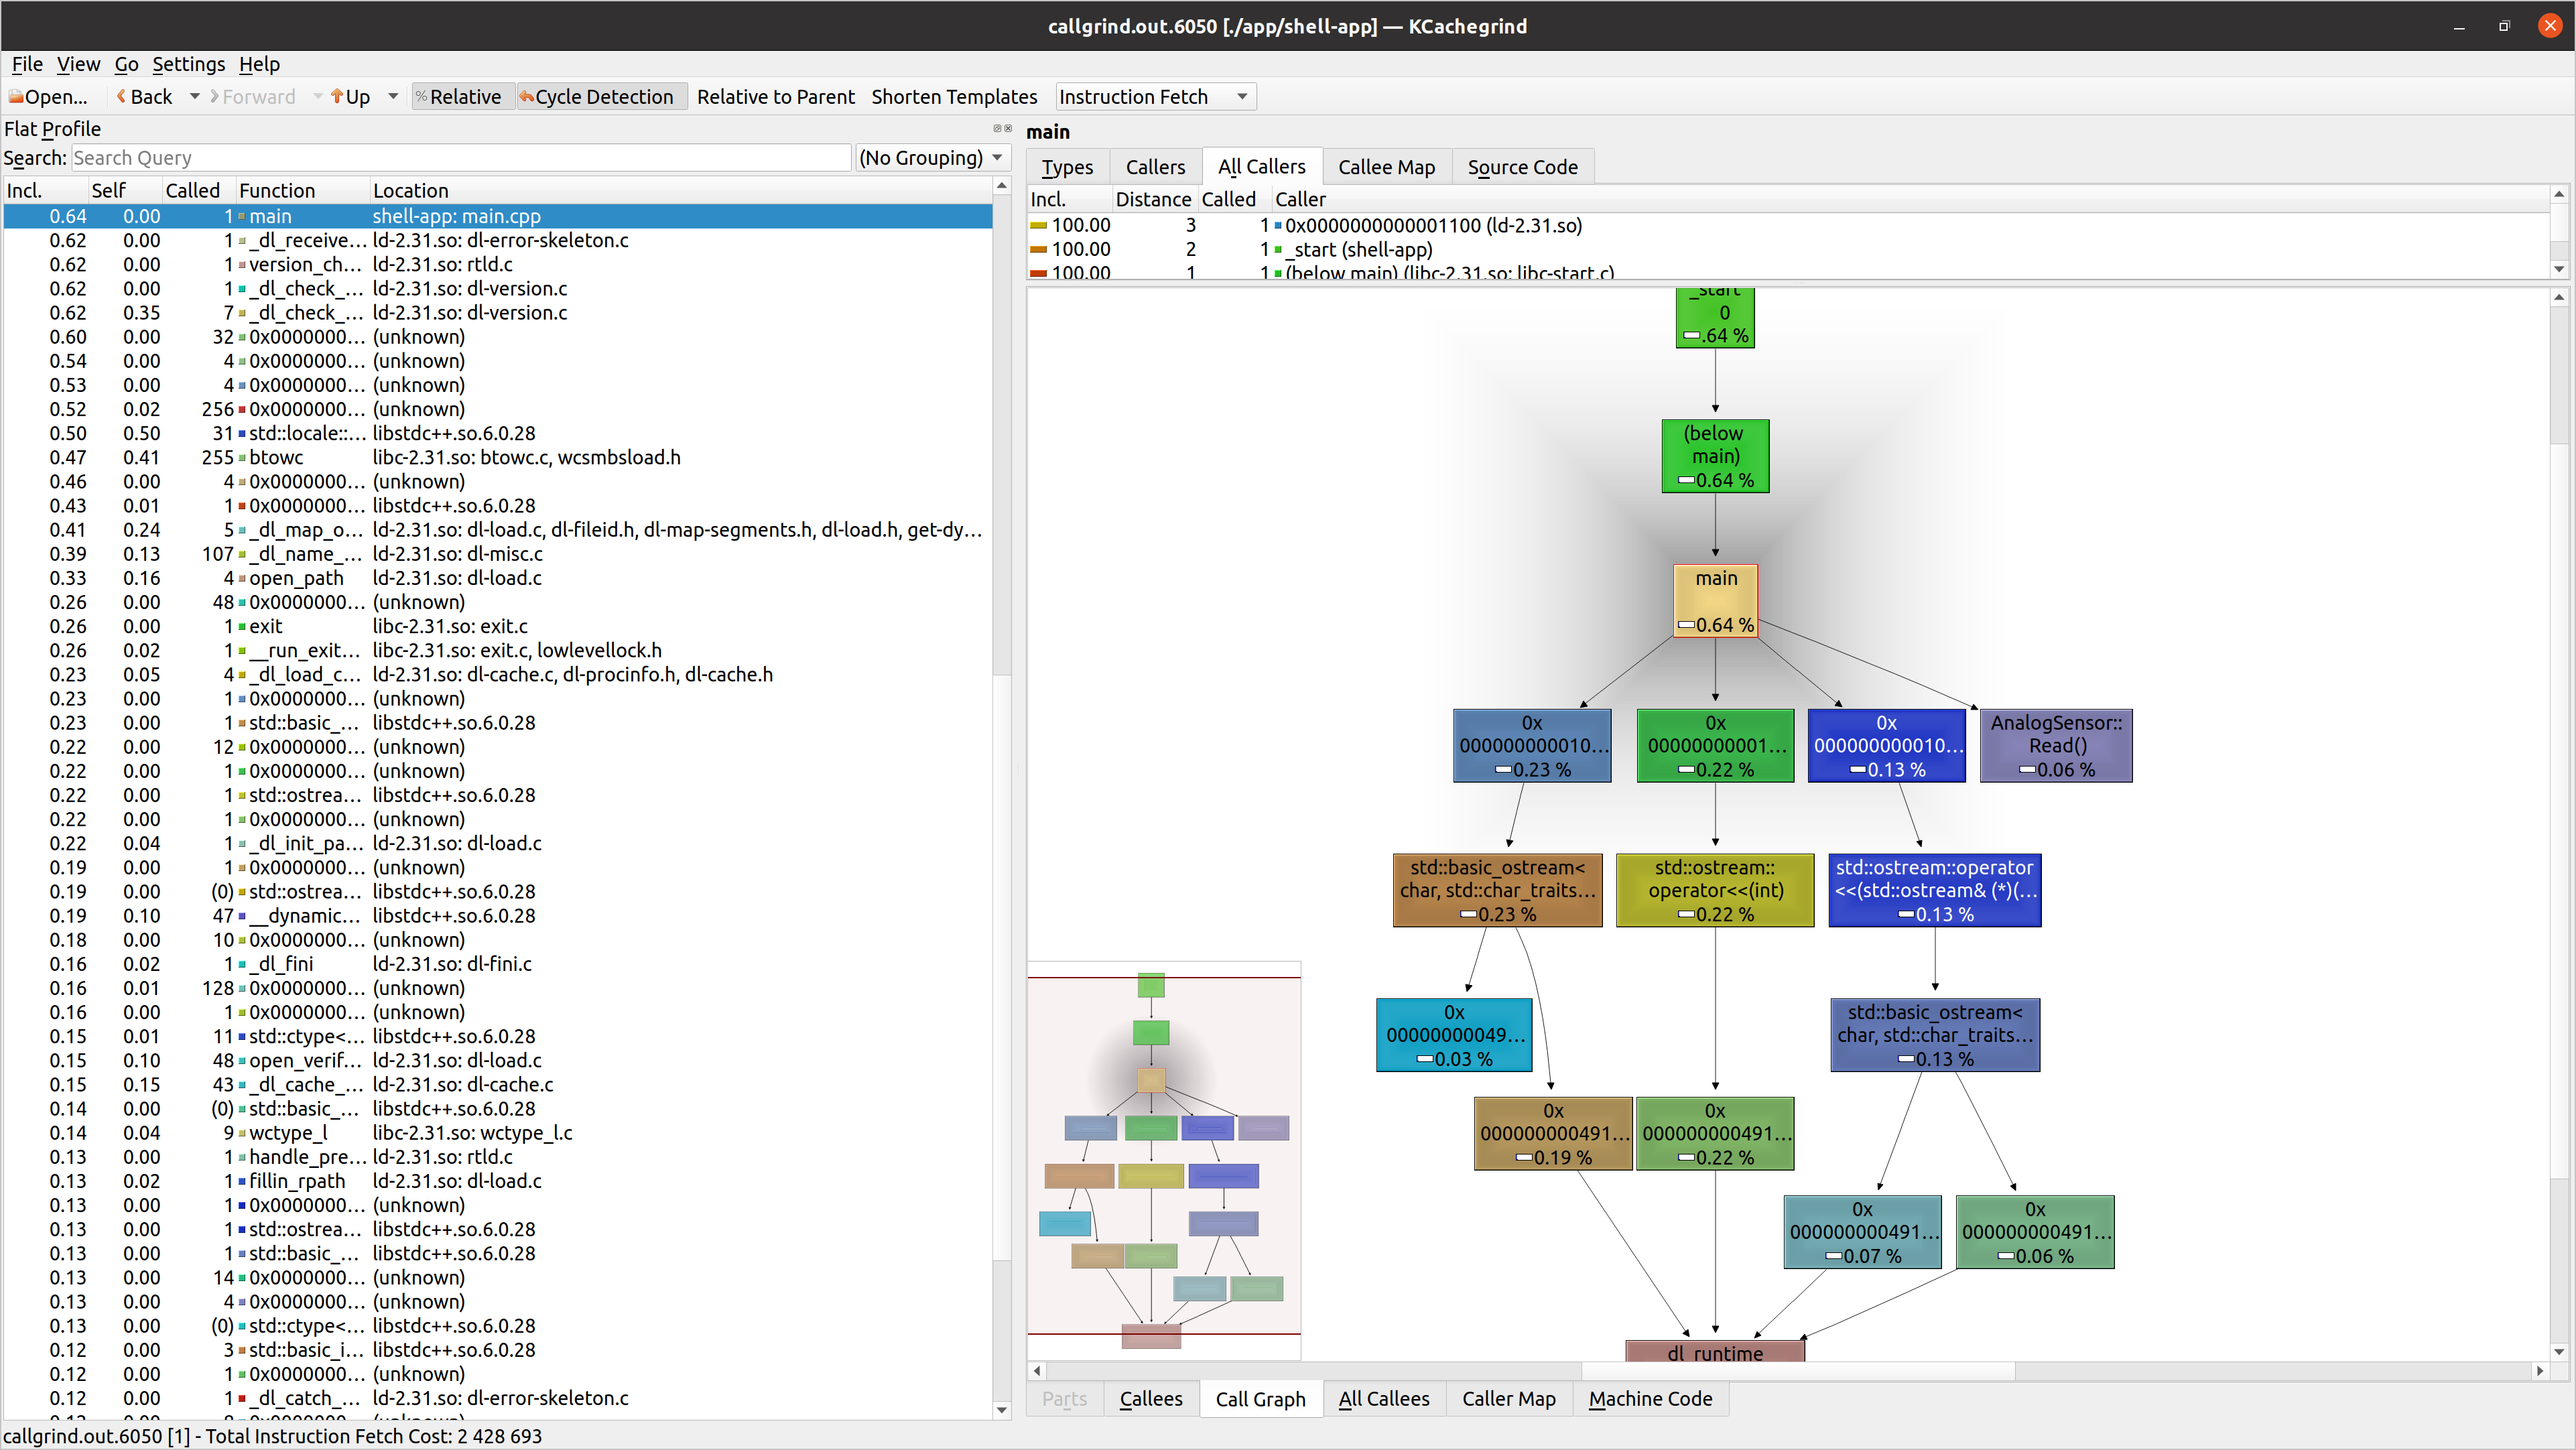 callgrind.out.6050 [./app/shell-app] — KCachegrind
File View Go Settings Help
Open... Back Forward Up % Relative Cycle Detection Relative to Parent Shorten Templates Instruction Fetch
Flat Profile
Search: Search Query (No Grouping)
Incl. Self Called Function Location
0.64 0.00 1 main shell-app: main.cpp
0.62 0.00 1 _dl_receive... ld-2.31.so: dl-error-skeleton.c
0.62 0.00 1 version_ch... ld-2.31.so: rtld.c
0.62 0.00 1 _dl_check_... ld-2.31.so: dl-version.c
0.62 0.35 7 _dl_check_... ld-2.31.so: dl-version.c
0.60 0.00 32 0x0000000... (unknown)
0.54 0.00 4 0x0000000... (unknown)
0.53 0.00 4 0x0000000... (unknown)
0.52 0.02 256 0x0000000... (unknown)
0.50 0.50 31 std::locale::... libstdc++.so.6.0.28
0.47 0.41 255 btowc libc-2.31.so: btowc.c, wcsmbsload.h
0.46 0.00 4 0x0000000... (unknown)
0.43 0.01 1 0x0000000... libstdc++.so.6.0.28
0.41 0.24 5 _dl_map_o... ld-2.31.so: dl-load.c, dl-fileid.h, dl-map-segments.h, dl-load.h, get-dy...
0.39 0.13 107 _dl_name_... ld-2.31.so: dl-misc.c
0.33 0.16 4 open_path ld-2.31.so: dl-load.c
0.26 0.00 48 0x0000000... (unknown)
0.26 0.00 1 exit libc-2.31.so: exit.c
0.26 0.02 1 __run_exit... libc-2.31.so: exit.c, lowlevellock.h
0.23 0.05 4 _dl_load_c... ld-2.31.so: dl-cache.c, dl-procinfo.h, dl-cache.h
0.23 0.00 1 0x0000000... (unknown)
0.23 0.00 1 std::basic_... libstdc++.so.6.0.28
0.22 0.00 12 0x0000000... (unknown)
0.22 0.00 1 0x0000000... (unknown)
0.22 0.00 1 std::ostrea... libstdc++.so.6.0.28
0.22 0.00 1 0x0000000... (unknown)
0.22 0.04 1 _dl_init_pa... ld-2.31.so: dl-load.c
0.19 0.00 1 0x0000000... (unknown)
0.19 0.00 (0) std::ostrea... libstdc++.so.6.0.28
0.19 0.10 47 __dynamic... libstdc++.so.6.0.28
0.18 0.00 10 0x0000000... (unknown)
0.16 0.02 1 _dl_fini ld-2.31.so: dl-fini.c
0.16 0.01 128 0x0000000... (unknown)
0.16 0.00 1 0x0000000... (unknown)
0.15 0.01 11 std::ctype<... libstdc++.so.6.0.28
0.15 0.10 48 open_verif... ld-2.31.so: dl-load.c
0.15 0.15 43 _dl_cache_... ld-2.31.so: dl-cache.c
0.14 0.00 (0) std::basic_... libstdc++.so.6.0.28
0.14 0.04 9 wctype_l libc-2.31.so: wctype_l.c
0.13 0.00 1 handle_pre... ld-2.31.so: rtld.c
0.13 0.02 1 fillin_rpath ld-2.31.so: dl-load.c
0.13 0.00 1 0x0000000... (unknown)
0.13 0.00 1 std::ostrea... libstdc++.so.6.0.28
0.13 0.00 1 std::basic_... libstdc++.so.6.0.28
0.13 0.00 14 0x0000000... (unknown)
0.13 0.00 4 0x0000000... (unknown)
0.13 0.00 (0) std::ctype<... libstdc++.so.6.0.28
0.12 0.00 3 std::basic_i... libstdc++.so.6.0.28
0.12 0.00 1 0x0000000... (unknown)
0.12 0.00 1 _dl_catch_... ld-2.31.so: dl-error-skeleton.c
main
Types Callers All Callers Callee Map Source Code
Incl. Distance Called Caller
100.00 3 1 0x0000000000001100 (ld-2.31.so)
100.00 2 1 _start (shell-app)
100.00 1 1 (below main) (libc-2.31.so: libc-start.c)
_start
0
.64 %
(below
main)
0.64 %
main
0.64 %
0x
000000000010...
0.23 %
0x
00000000001...
0.22 %
0x
000000000010...
0.13 %
AnalogSensor::
Read()
0.06 %
std::basic_ostream<
char, std::char_traits...
0.23 %
std::ostream::
operator<<(int)
0.22 %
std::ostream::operator
<<(std::ostream& (*)(...
0.13 %
0x
00000000049...
0.03 %
std::basic_ostream<
char, std::char_traits...
0.13 %
0x
000000000491...
0.19 %
0x
000000000491...
0.22 %
0x
000000000491...
0.07 %
0x
000000000491...
0.06 %
dl_runtime
Parts Callees Call Graph All Callees Caller Map Machine Code
callgrind.out.6050 [1] - Total Instruction Fetch Cost: 2 428 693